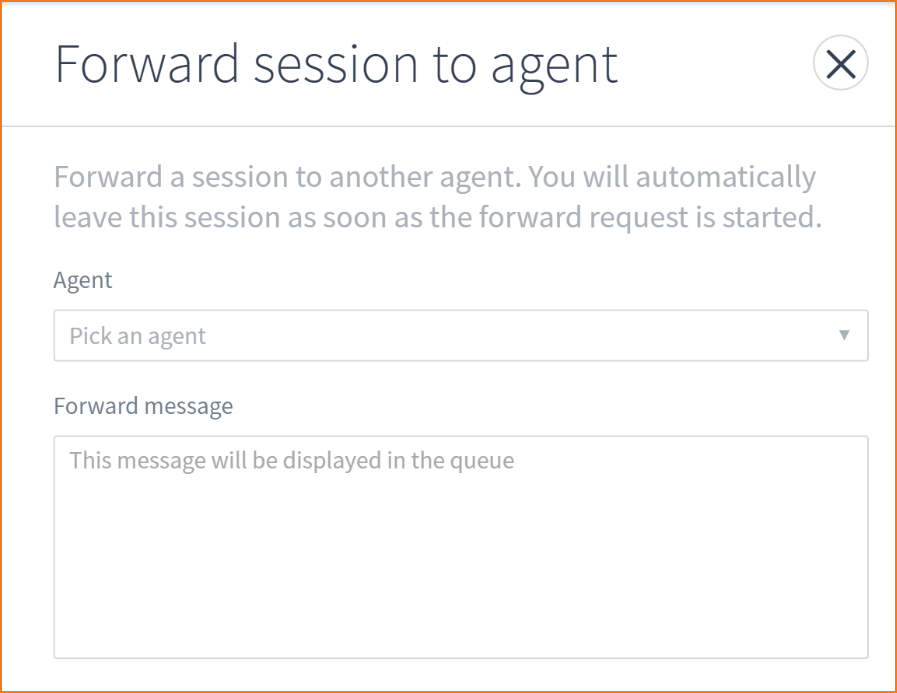 Forward session to agent
Forward a session to another agent. You will automatically
leave this session as soon as the forward request is started.
Agent
Pick an agent
Forward message
This message will be displayed in the queue